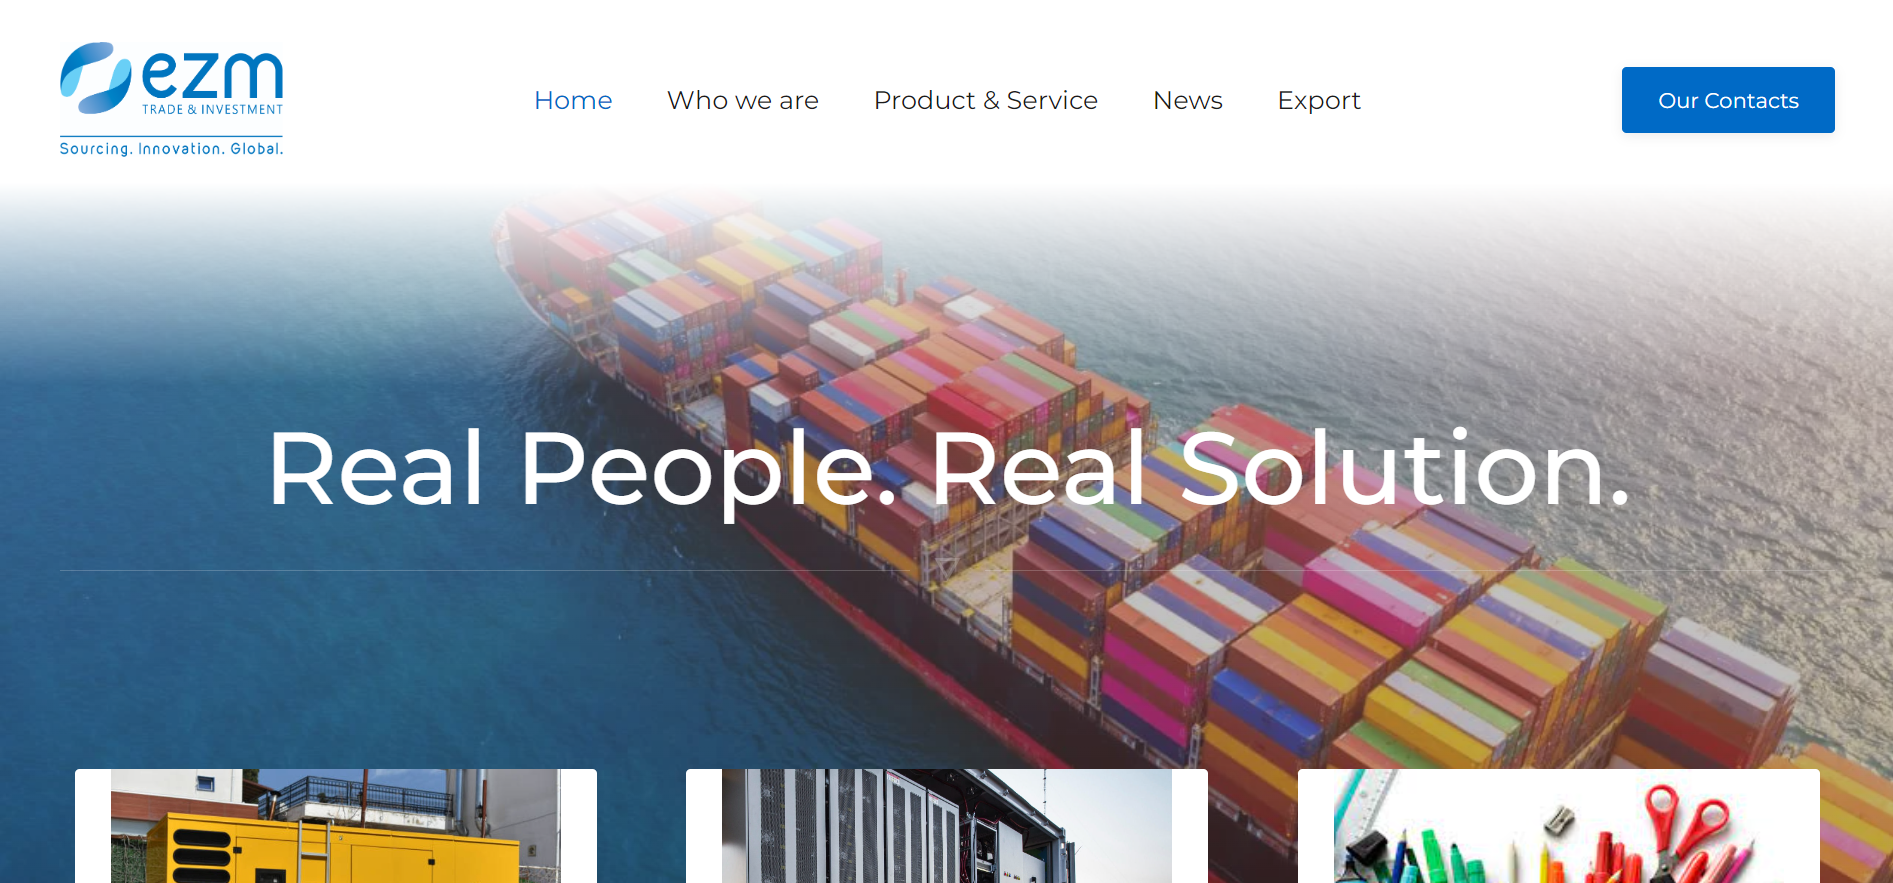 ezm
TRADE & INVESTMENT
Sourcing. Innovation. Global.
Home
Who we are
Product & Service
News
Export
Our Contacts
Real People. Real Solution.